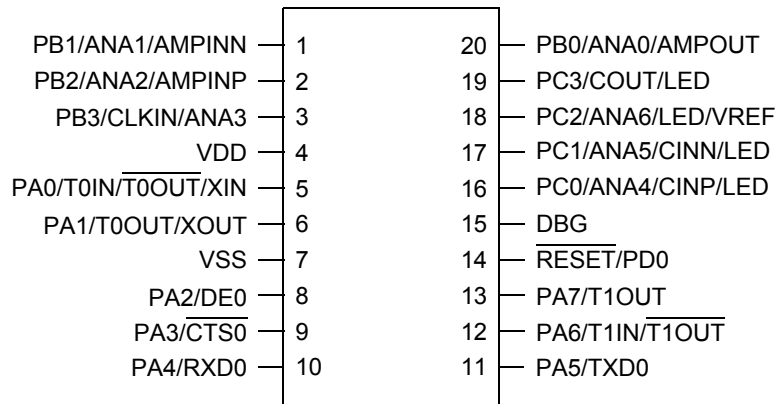 PB1/ANA1/AMPINN 1 20 PB0/ANA0/AMPOUT
PB2/ANA2/AMPINP 2 19 PC3/COUT/LED
PB3/CLKIN/ANA3 3 18 PC2/ANA6/LED/VREF
VDD 4 17 PC1/ANA5/CINN/LED
PA0/T0IN/T0OUT/XIN 5 16 PC0/ANA4/CINP/LED
PA1/T0OUT/XOUT 6 15 DBG
VSS 7 14 RESET/PD0
PA2/DE0 8 13 PA7/T1OUT
PA3/CTS0 9 12 PA6/T1IN/T1OUT
PA4/RXD0 10 11 PA5/TXD0